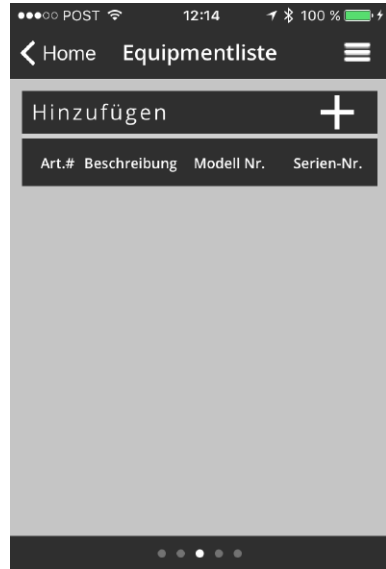 POST 12:14 100 %
Home Equipmentliste
Hinzufügen
Art.# Beschreibung Modell Nr. Serien-Nr.